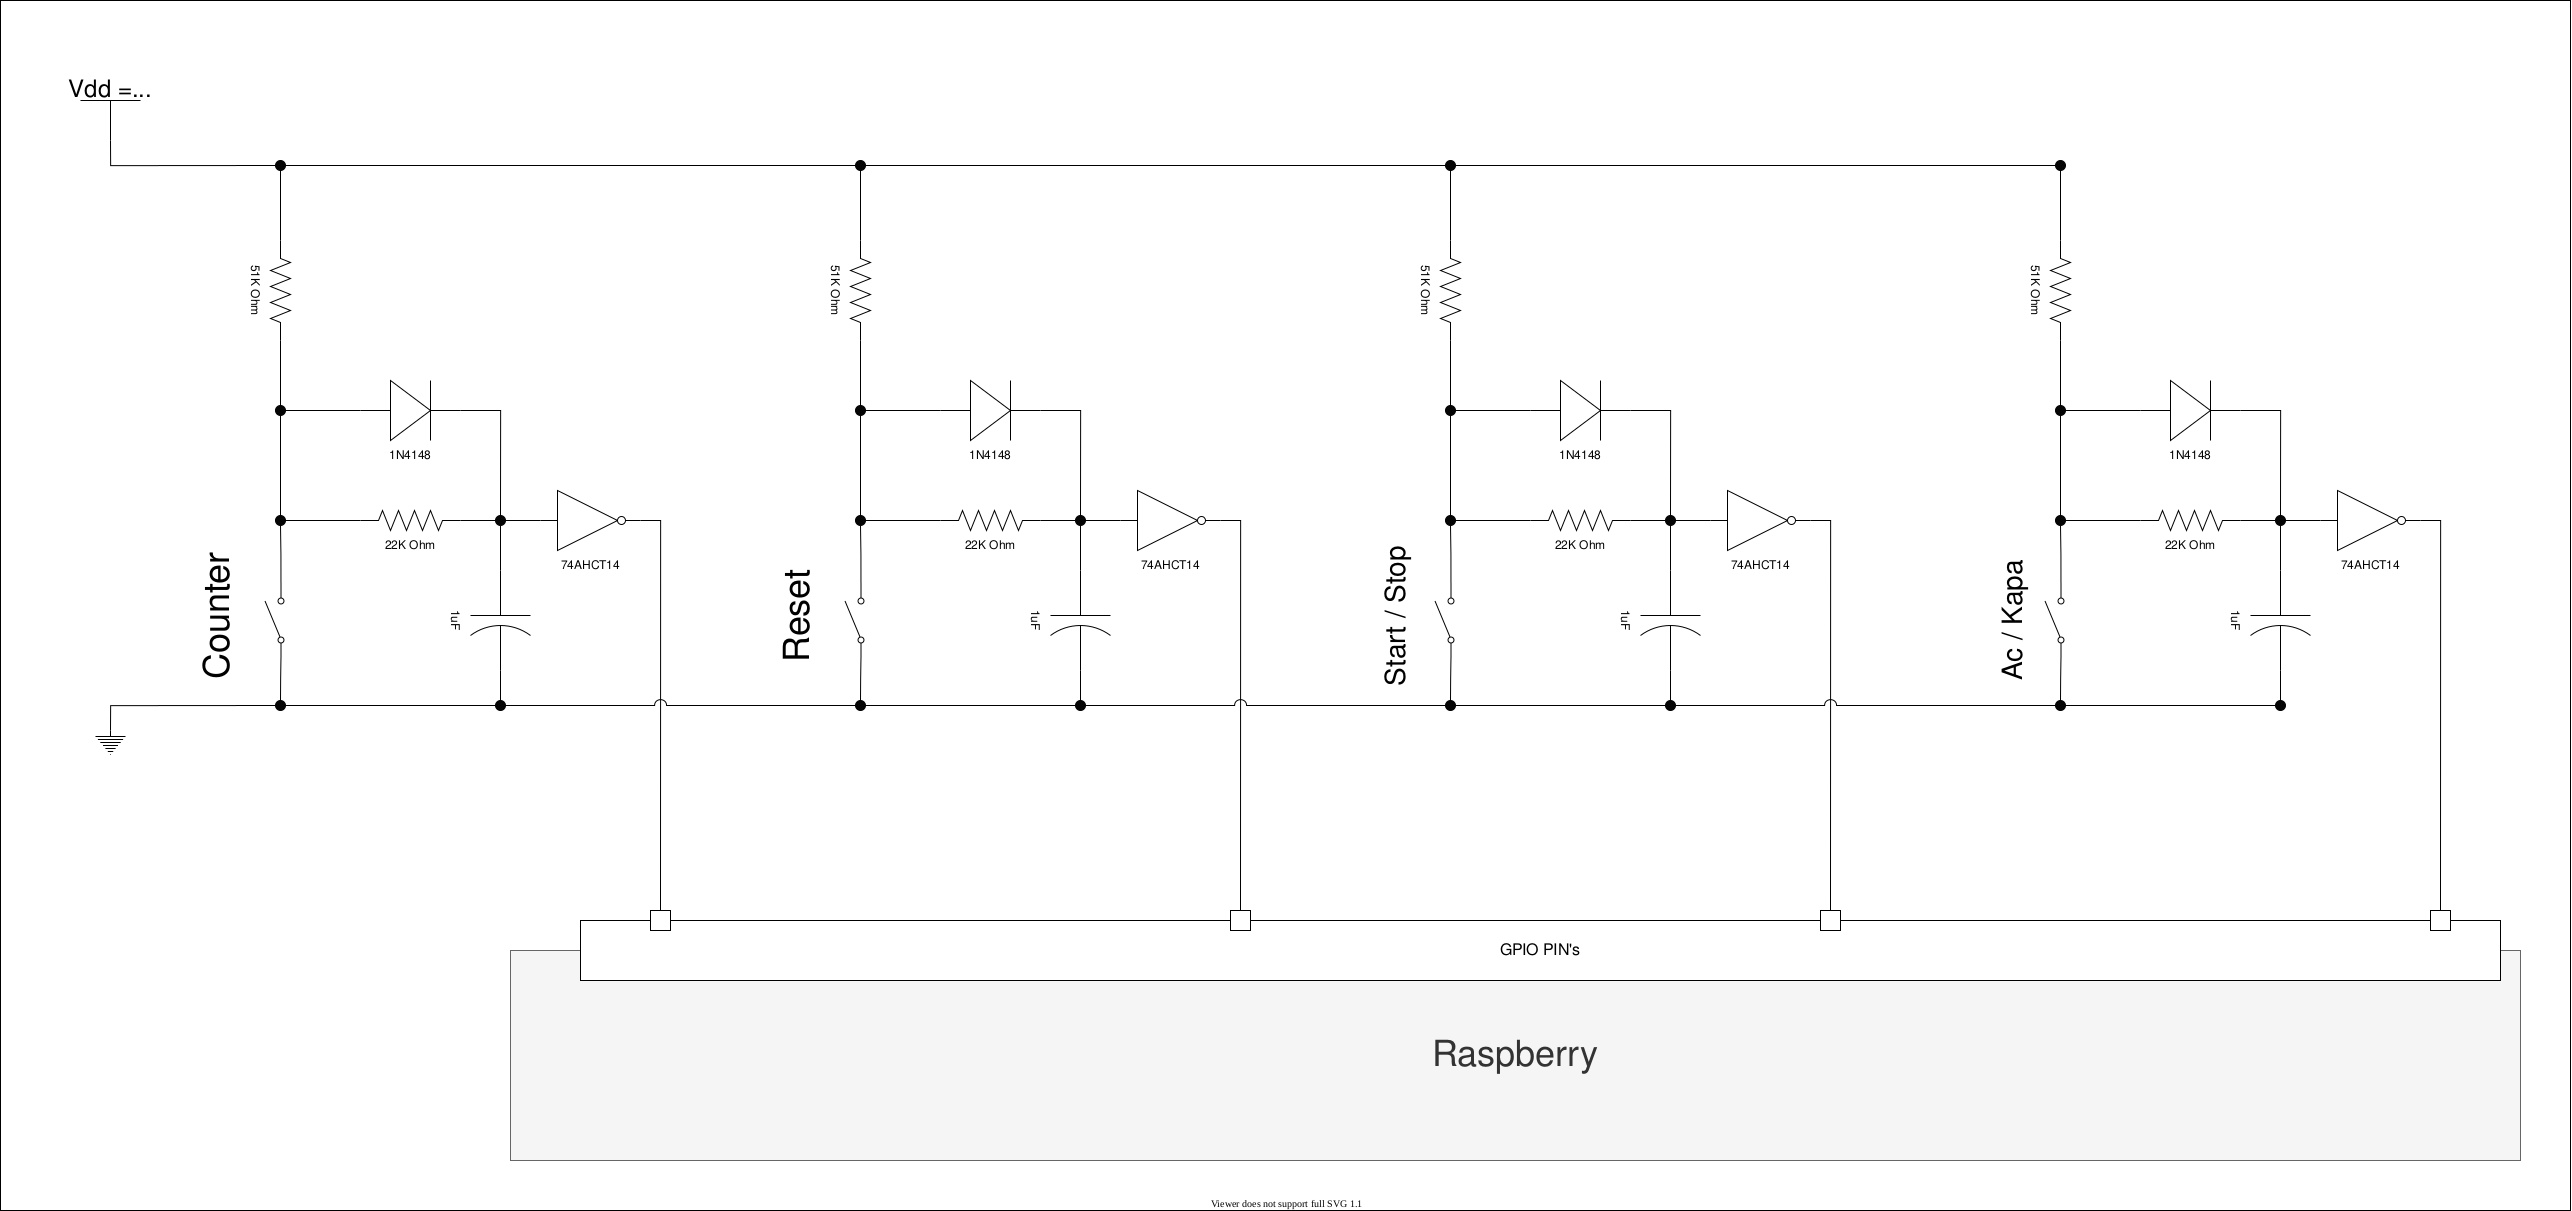 Vdd =...
51K Ohm
51K Ohm
51K Ohm
51K Ohm
1N4148
1N4148
1N4148
1N4148
22K Ohm
22K Ohm
22K Ohm
22K Ohm
74AHCT14
74AHCT14
74AHCT14
74AHCT14
Counter
1uF
Reset
1uF
Start / Stop
1uF
Ac / Kapa
1uF
GPIO PIN's
Raspberry
Viewer does not support full SVG 1.1